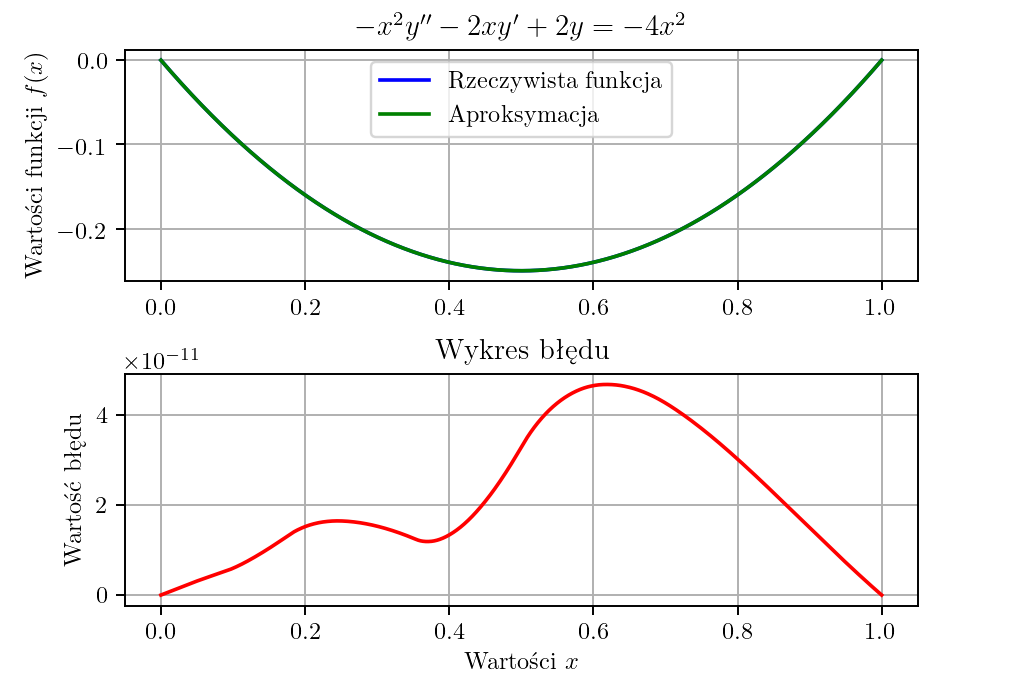 −x²y″ − 2xy′ + 2y = −4x²
Wartości funkcji f(x)
0.0
−0.1
−0.2
Rzeczywista funkcja
Aproksymacja
0.0 0.2 0.4 0.6 0.8 1.0
Wykres błędu
×10⁻¹¹
Wartość błędu
4
2
0
0.0 0.2 0.4 0.6 0.8 1.0
Wartości x